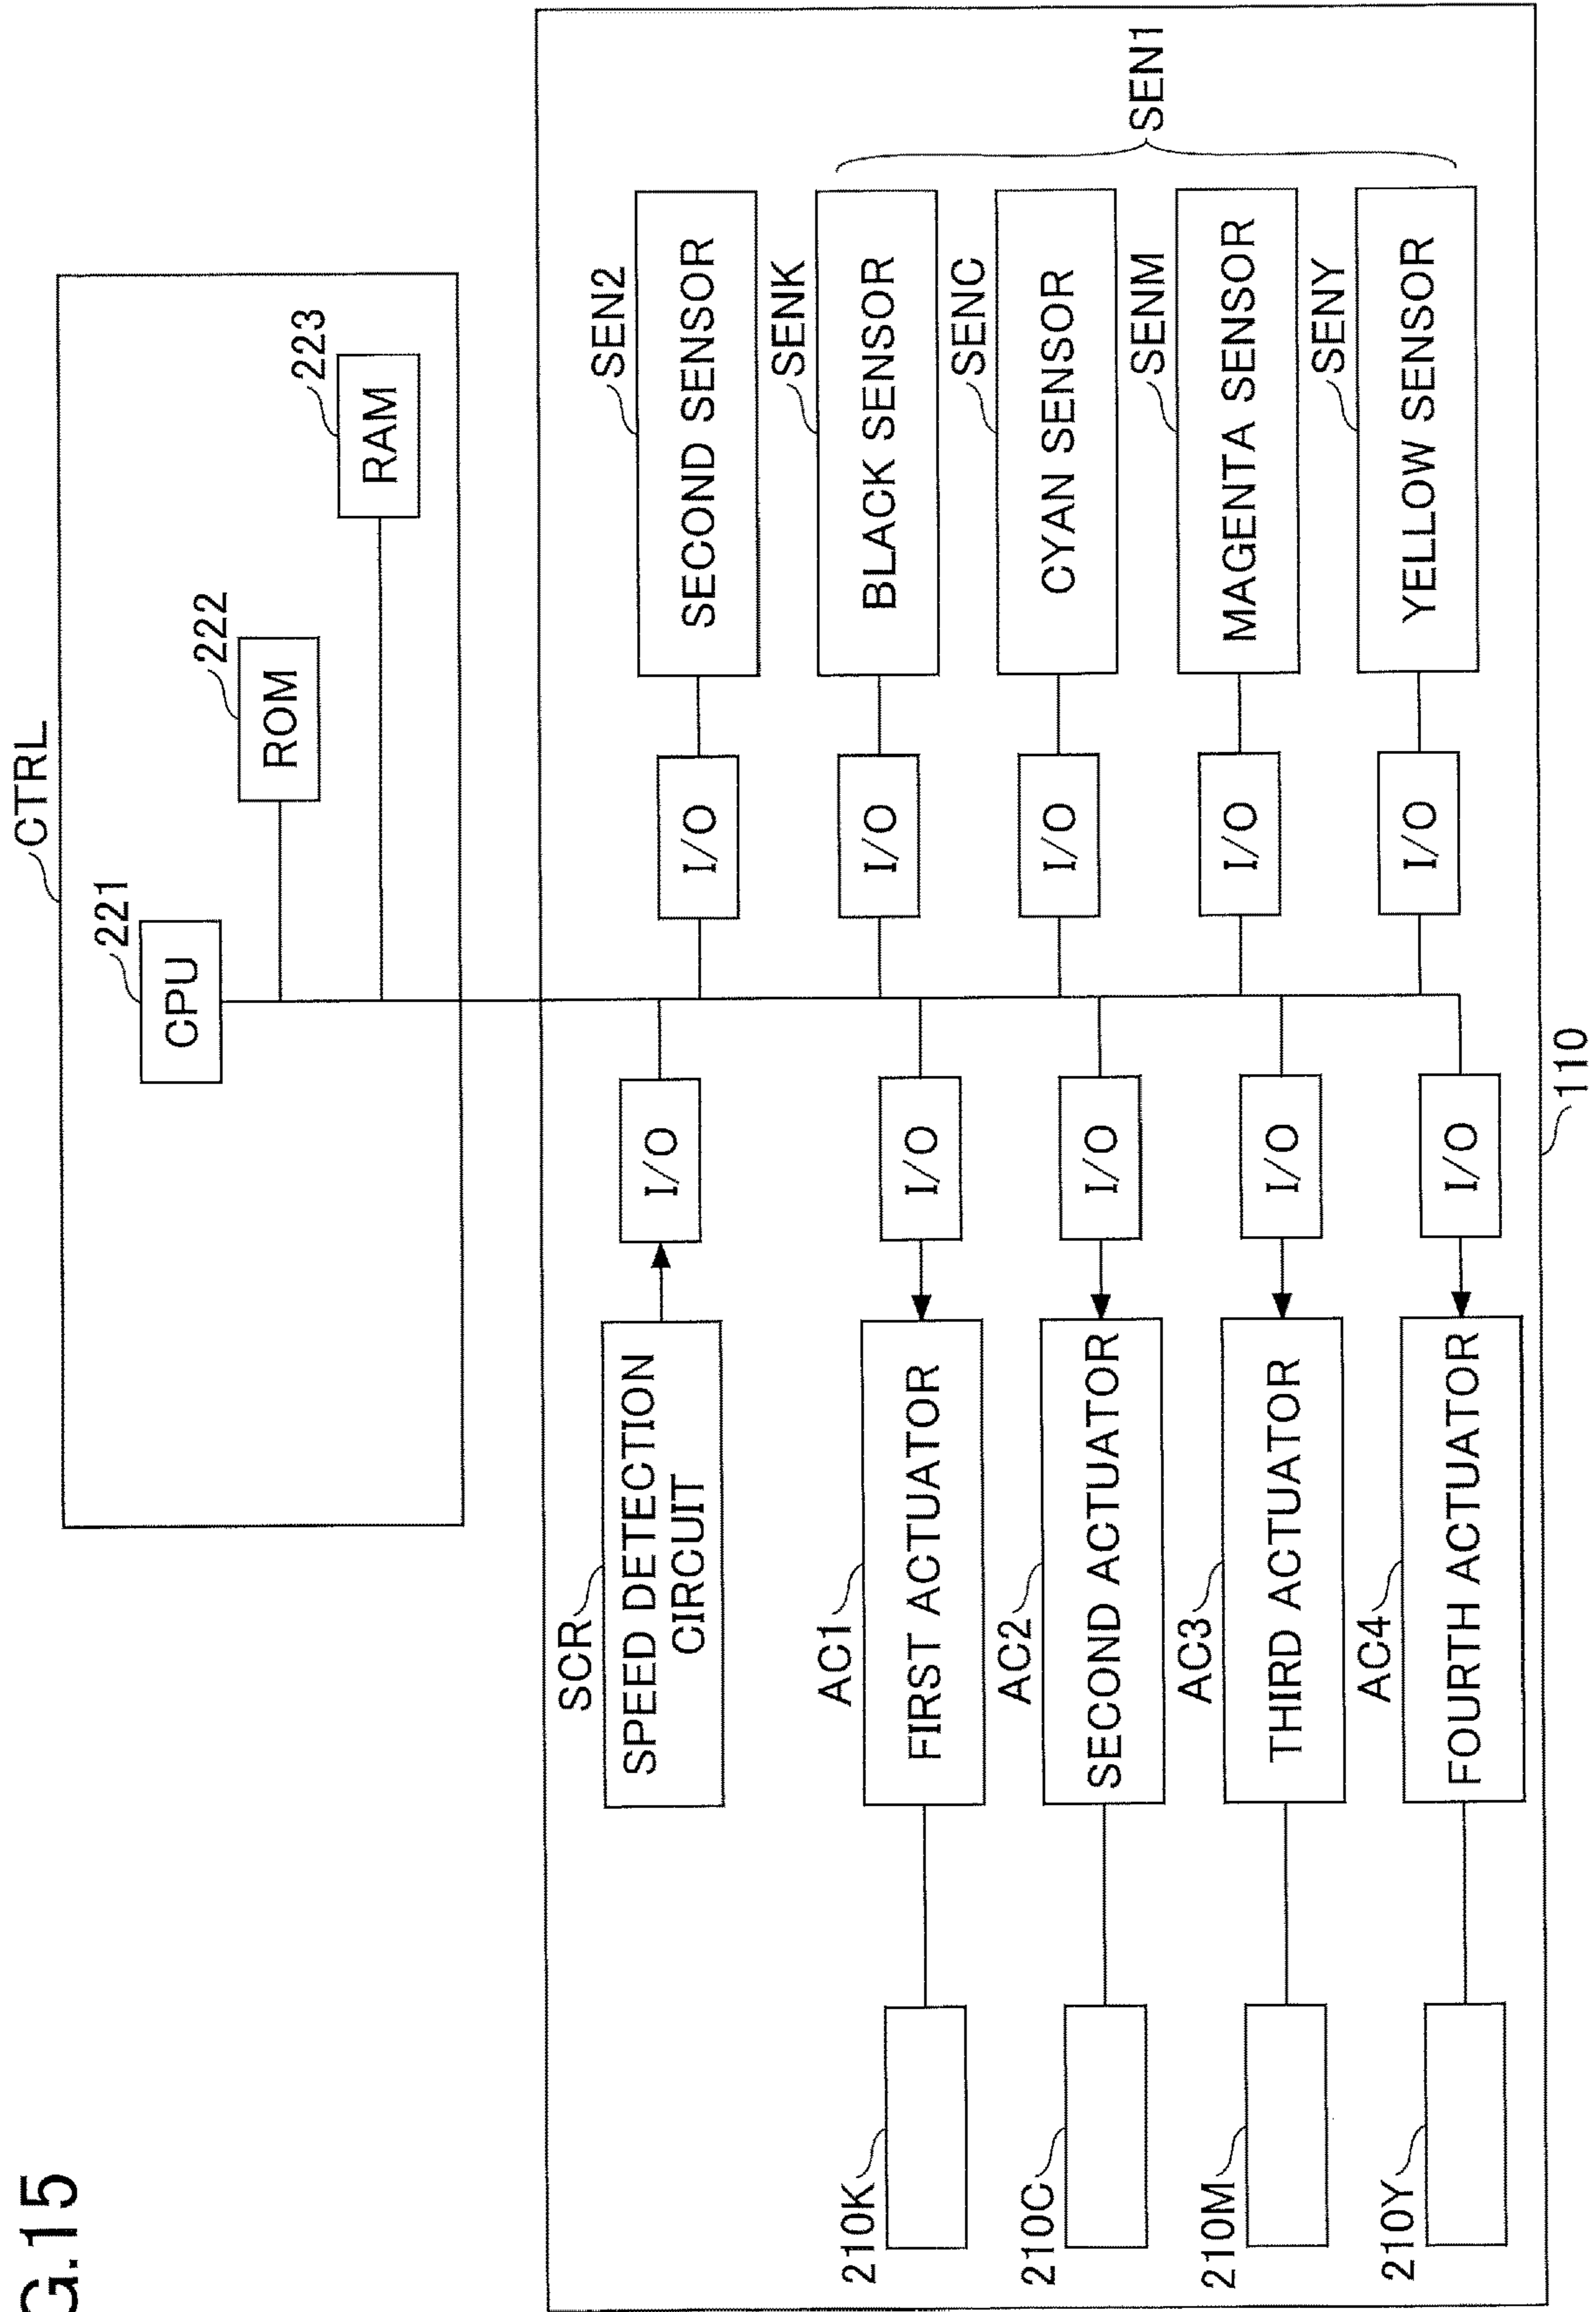 G.15
CTRL
221
CPU
222
ROM
223
RAM
SCR
SPEED DETECTION
CIRCUIT
I/O
I/O
SEN2
SECOND SENSOR
210K
AC1
FIRST ACTUATOR
I/O
I/O
SENK
BLACK SENSOR
210C
AC2
SECOND ACTUATOR
I/O
I/O
SENC
CYAN SENSOR
SEN1
210M
AC3
THIRD ACTUATOR
I/O
I/O
SENM
MAGENTA SENSOR
210Y
AC4
FOURTH ACTUATOR
I/O
I/O
SENY
YELLOW SENSOR
110